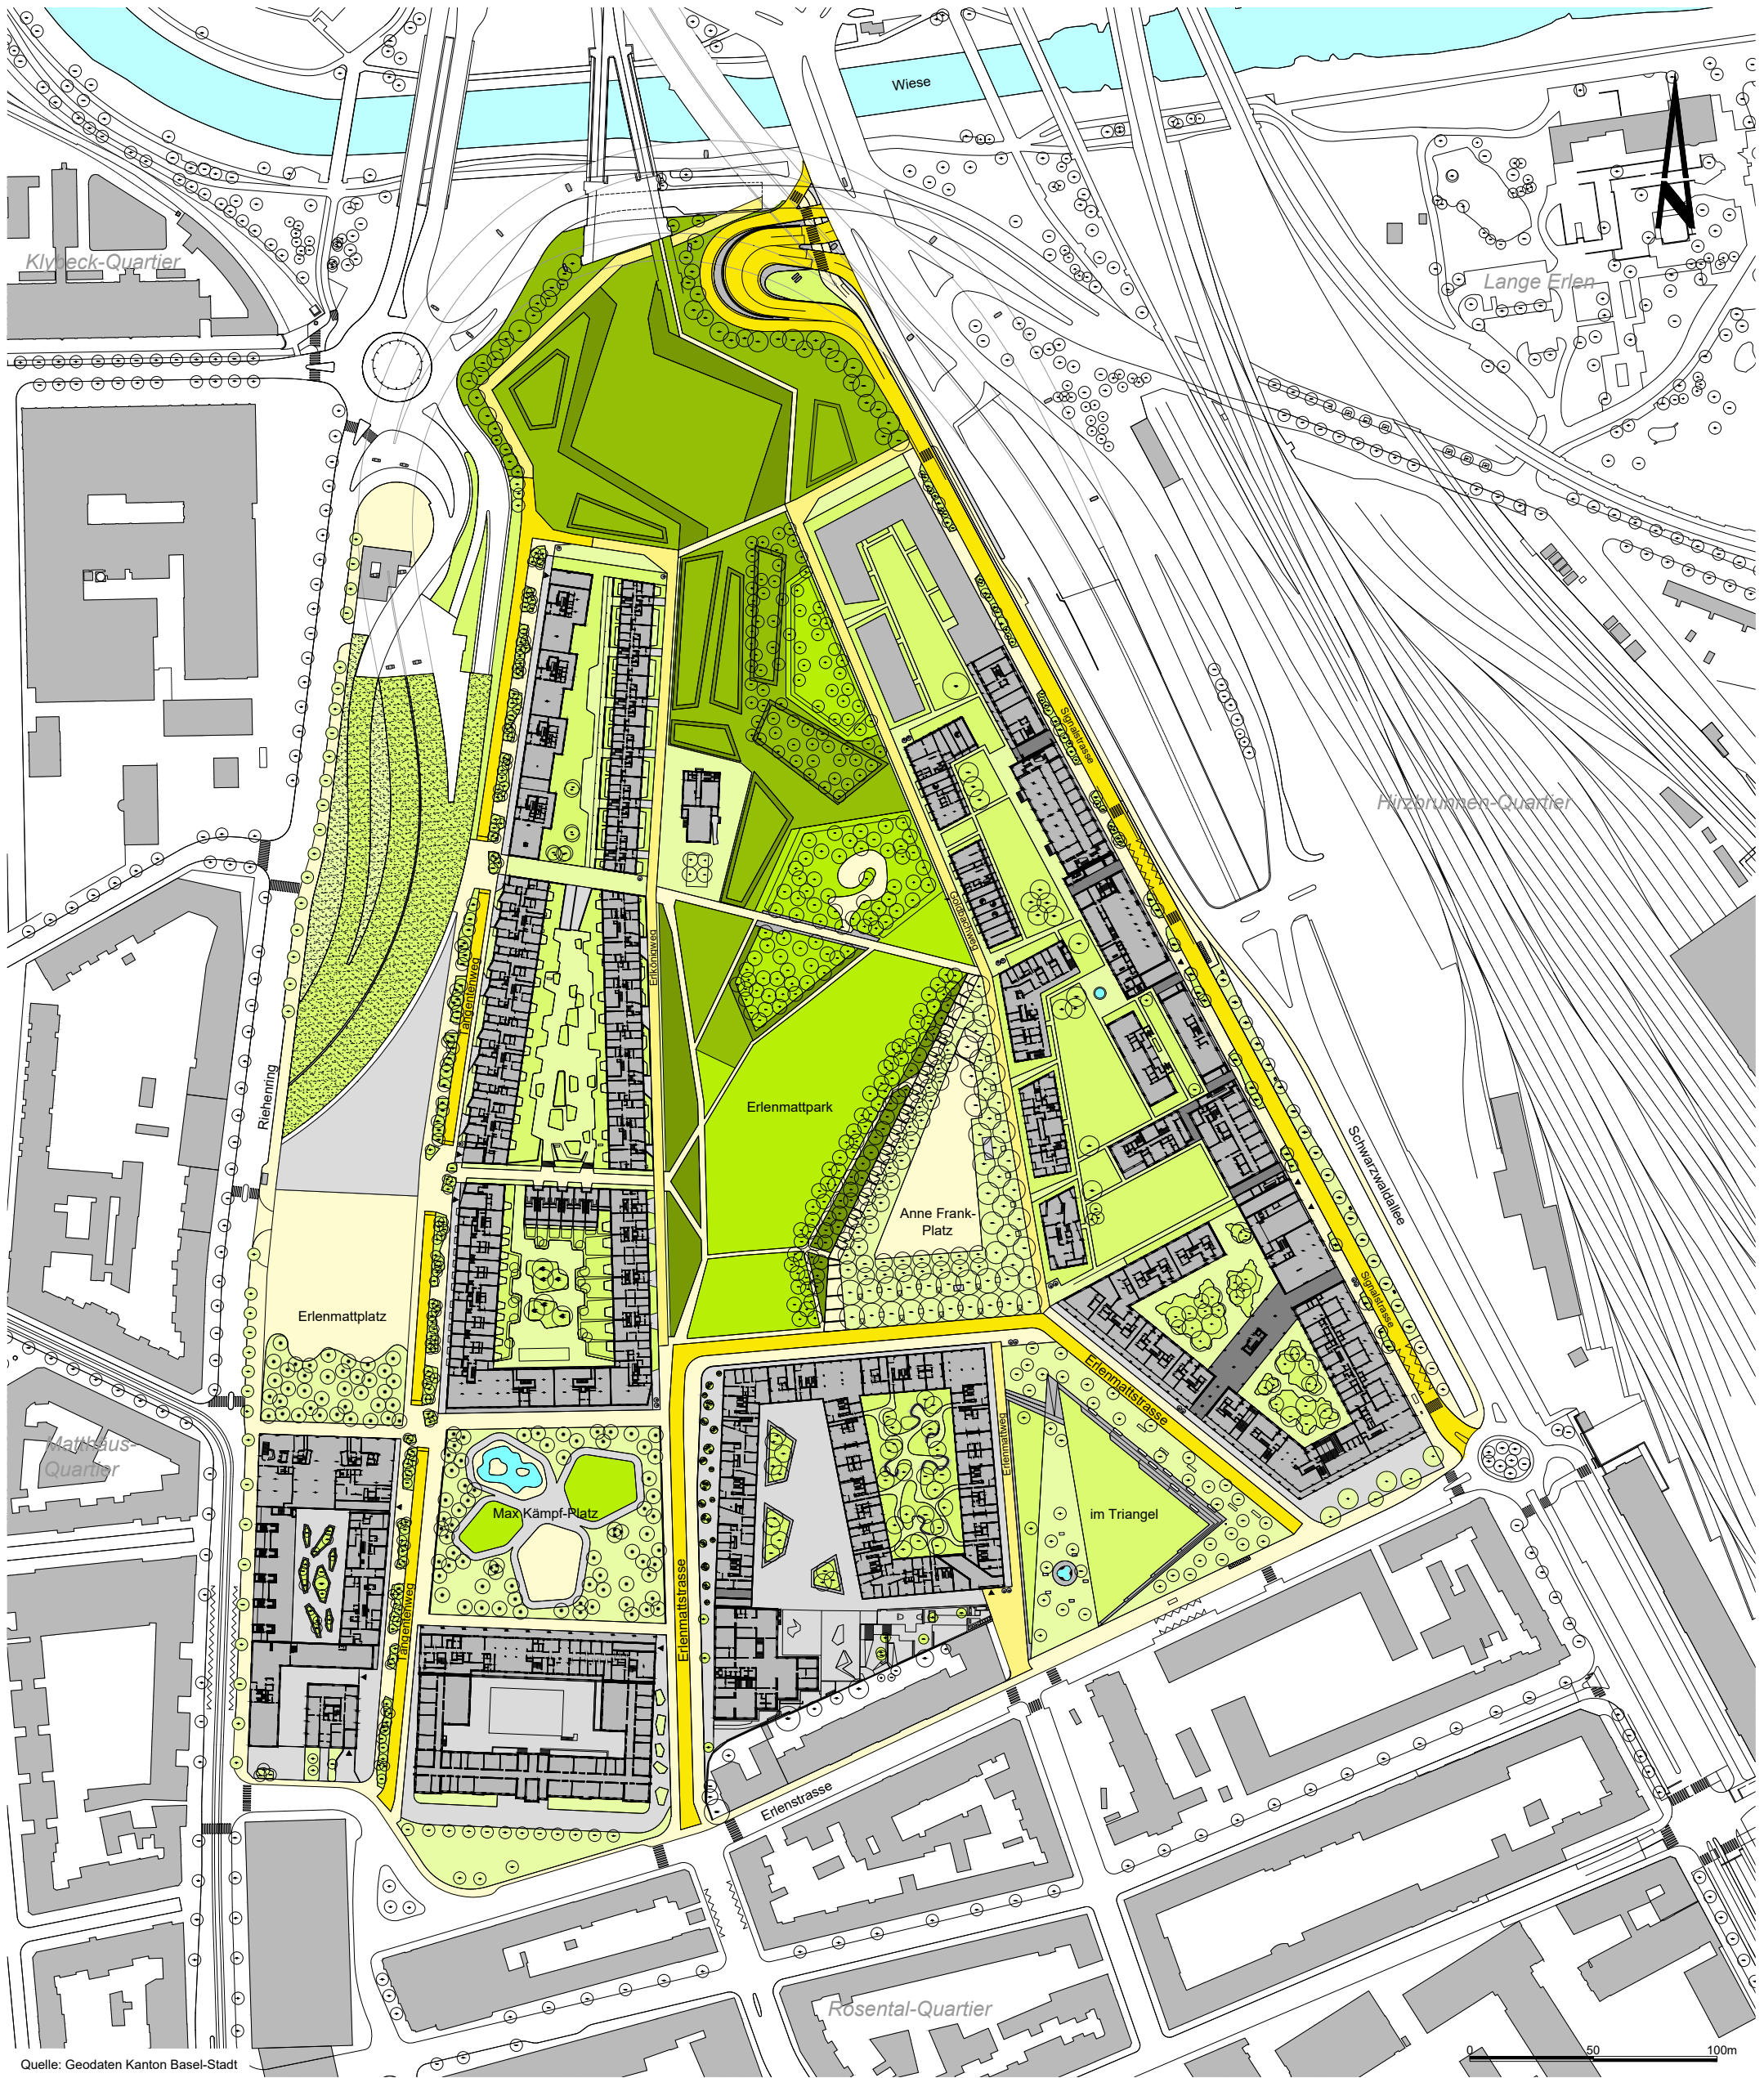 Wiese
Klybeck-Quartier
N
Lange Erlen
Signalstrasse
Hirzbrunnen-Quartier
Goldbachweg
Erlkönigweg
Tangentenweg
Riehenring
Erlenmattpark
Schwarzwaldallee
Anne Frank-
Platz
Erlenmattplatz
Signalstrasse
Erlenmattstrasse
Matthäus-
Quartier
Erlenmattweg
Max Kämpf-Platz
im Triangel
Tangentenweg
Erlenmattstrasse
Erlenstrasse
Rosental-Quartier
0 50 100m
Quelle: Geodaten Kanton Basel-Stadt